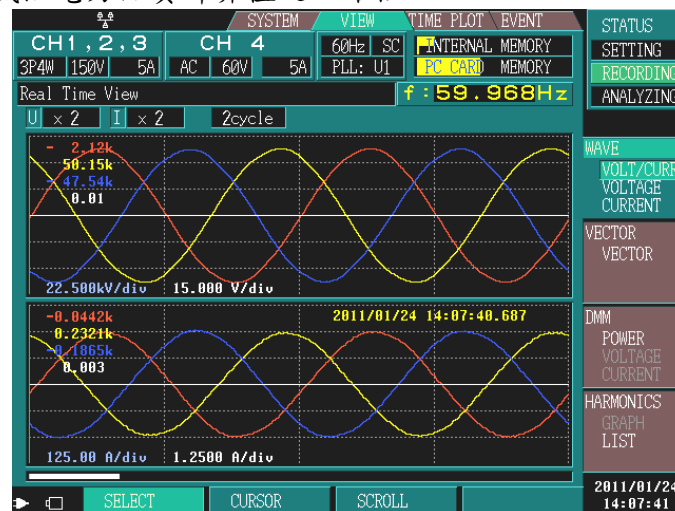 SYSTEM VIEW TIME PLOT EVENT
STATUS
CH1,2,3 CH 4 60Hz SC INTERNAL MEMORY
SETTING
3P4W 150V 5A AC 60V 5A PLL: U1 PC CARD MEMORY
RECORDING
Real Time View f:59.968Hz
ANALYZING
U ×2 I ×2 2cycle
- 2.12k
50.15k
- 47.54k
0.01
22.500kV/div 15.000 V/div
WAVE
VOLT/CURR
VOLTAGE
CURRENT
VECTOR
VECTOR
-0.0442k 2011/01/24 14:07:40.687
0.2321k
-0.1865k
0.003
125.00 A/div 1.2500 A/div
DMM
POWER
VOLTAGE
CURRENT
HARMONICS
GRAPH
LIST
SELECT CURSOR SCROLL
2011/01/24
14:07:41